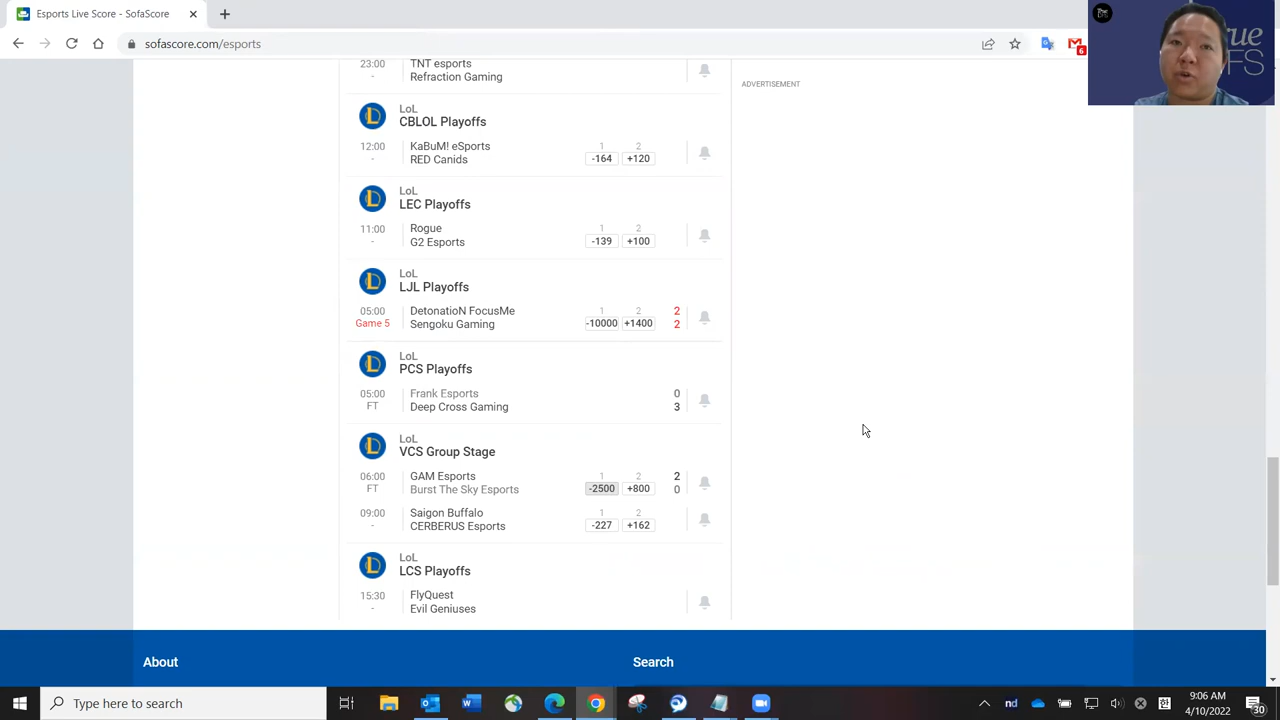 Esports Live Score - SofaScore
sofascore.com/esports
6
rue
FS
23:00
-
TNT esports
Refraction Gaming
ADVERTISEMENT
LoL
CBLOL Playoffs
12:00
-
KaBuM! eSports
RED Canids
1 2
-164 +120
LoL
LEC Playoffs
11:00
-
Rogue
G2 Esports
1 2
-139 +100
LoL
LJL Playoffs
05:00
Game 5
DetonatioN FocusMe
Sengoku Gaming
1 2
-10000 +1400
2
2
LoL
PCS Playoffs
05:00
FT
Frank Esports
Deep Cross Gaming
0
3
LoL
VCS Group Stage
06:00
FT
GAM Esports
Burst The Sky Esports
1 2
-2500 +800
2
0
09:00
-
Saigon Buffalo
CERBERUS Esports
1 2
-227 +162
LoL
LCS Playoffs
15:30
-
FlyQuest
Evil Geniuses
About
Search
Type here to search
nd
9:06 AM
4/10/2022
30